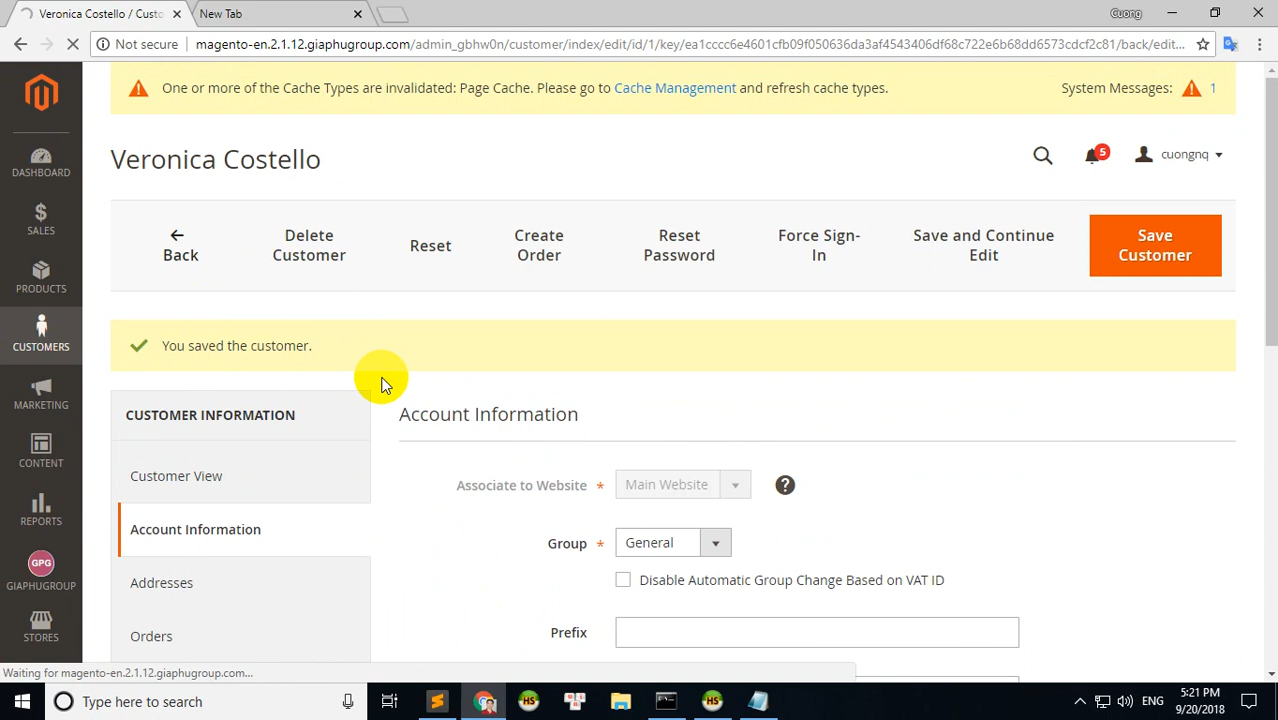 Veronica Costello / Custo
New Tab
Cuong
Not secure
magento-en.2.1.12.giaphugroup.com/admin_gbhw0n/customer/index/edit/id/1/key/ea1ccc6e4601cfb09f050636da3af4543406df68c722e6b68dd6573cdcf2c81/back/edit...
One or more of the Cache Types are invalidated: Page Cache. Please go to Cache Management and refresh cache types.
System Messages: 1
Veronica Costello
5
cuongnq
Back
Delete Customer
Reset
Create Order
Reset Password
Force Sign-In
Save and Continue Edit
Save Customer
You saved the customer.
DASHBOARD
SALES
PRODUCTS
CUSTOMERS
MARKETING
CONTENT
REPORTS
GPG
GIAPHUGROUP
STORES
CUSTOMER INFORMATION
Customer View
Account Information
Addresses
Orders
Account Information
Associate to Website * Main Website ?
Group * General
Disable Automatic Group Change Based on VAT ID
Prefix
Waiting for magento-en.2.1.12.giaphugroup.com...
Type here to search
HS
HS
ENG
5:21 PM
9/20/2018